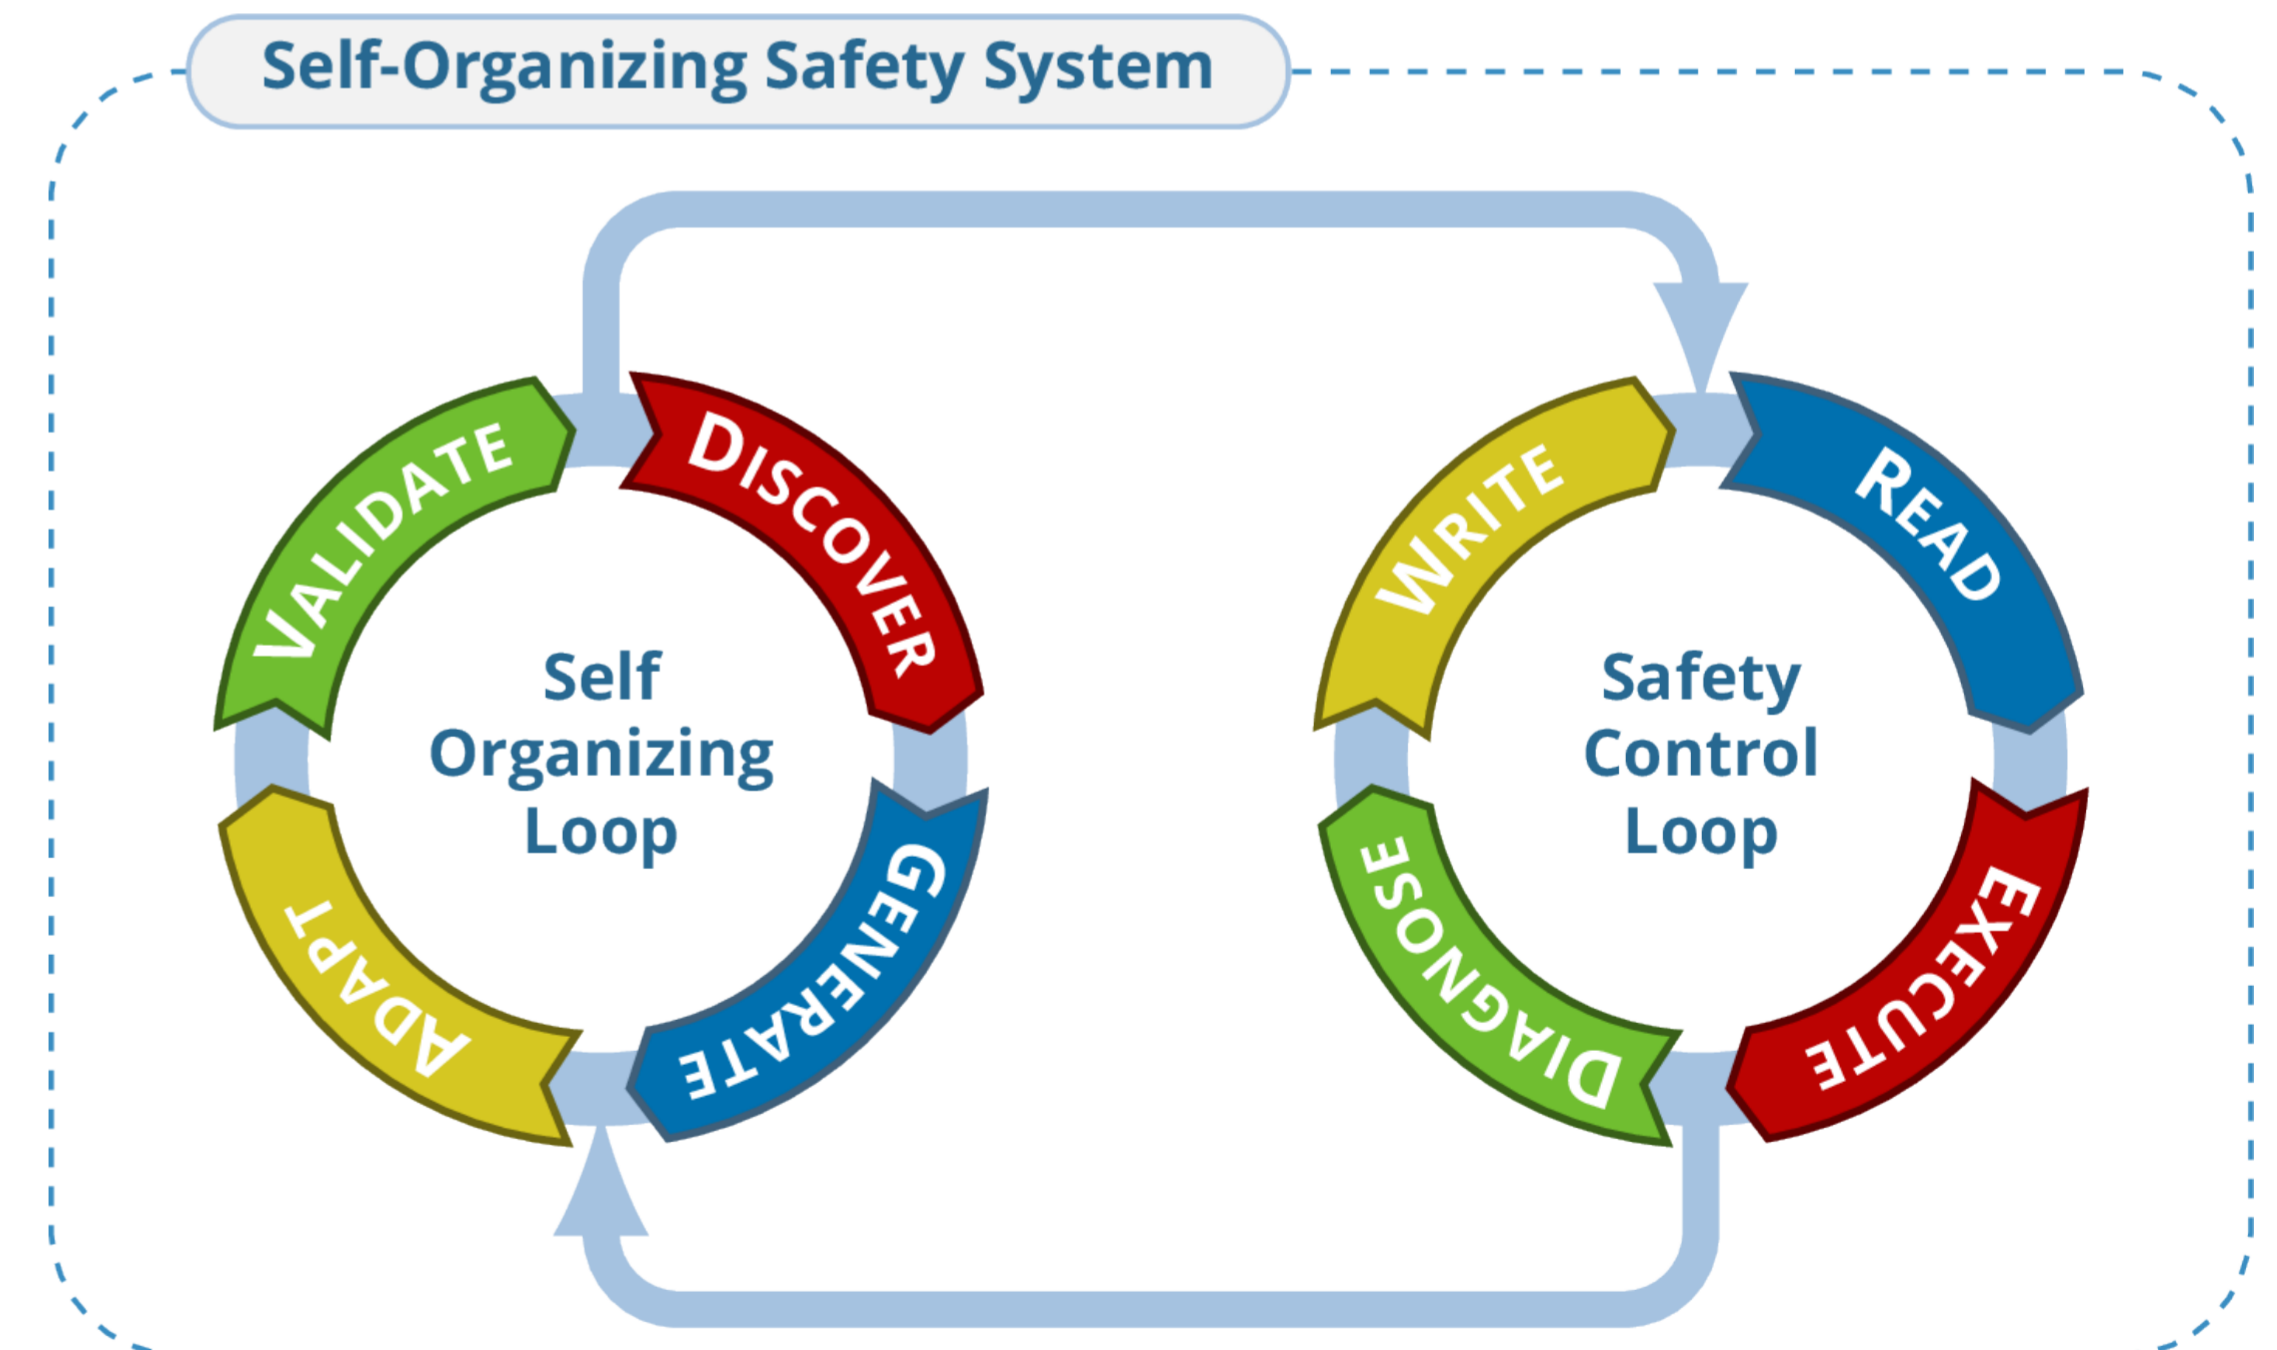 Self-Organizing Safety System
VALIDATE
DISCOVER
GENERATE
ADAPT
Self
Organizing
Loop
WRITE
READ
EXECUTE
DIAGNOSE
Safety
Control
Loop